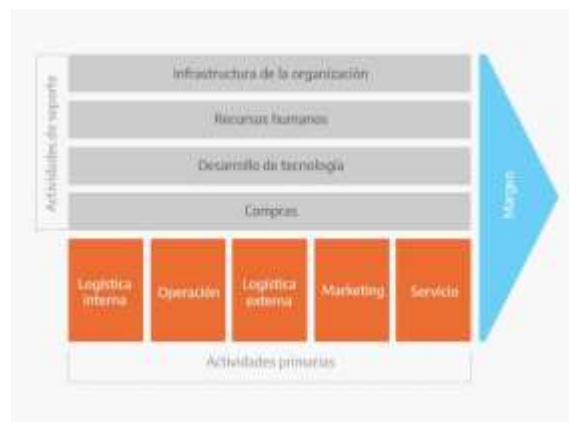 Actividades de soporte
Infraestructura de la organización
Recursos humanos
Desarrollo de tecnología
Compras
Margen
Logística
interna
Operación
Logística
externa
Marketing
Servicio
Actividades primarias